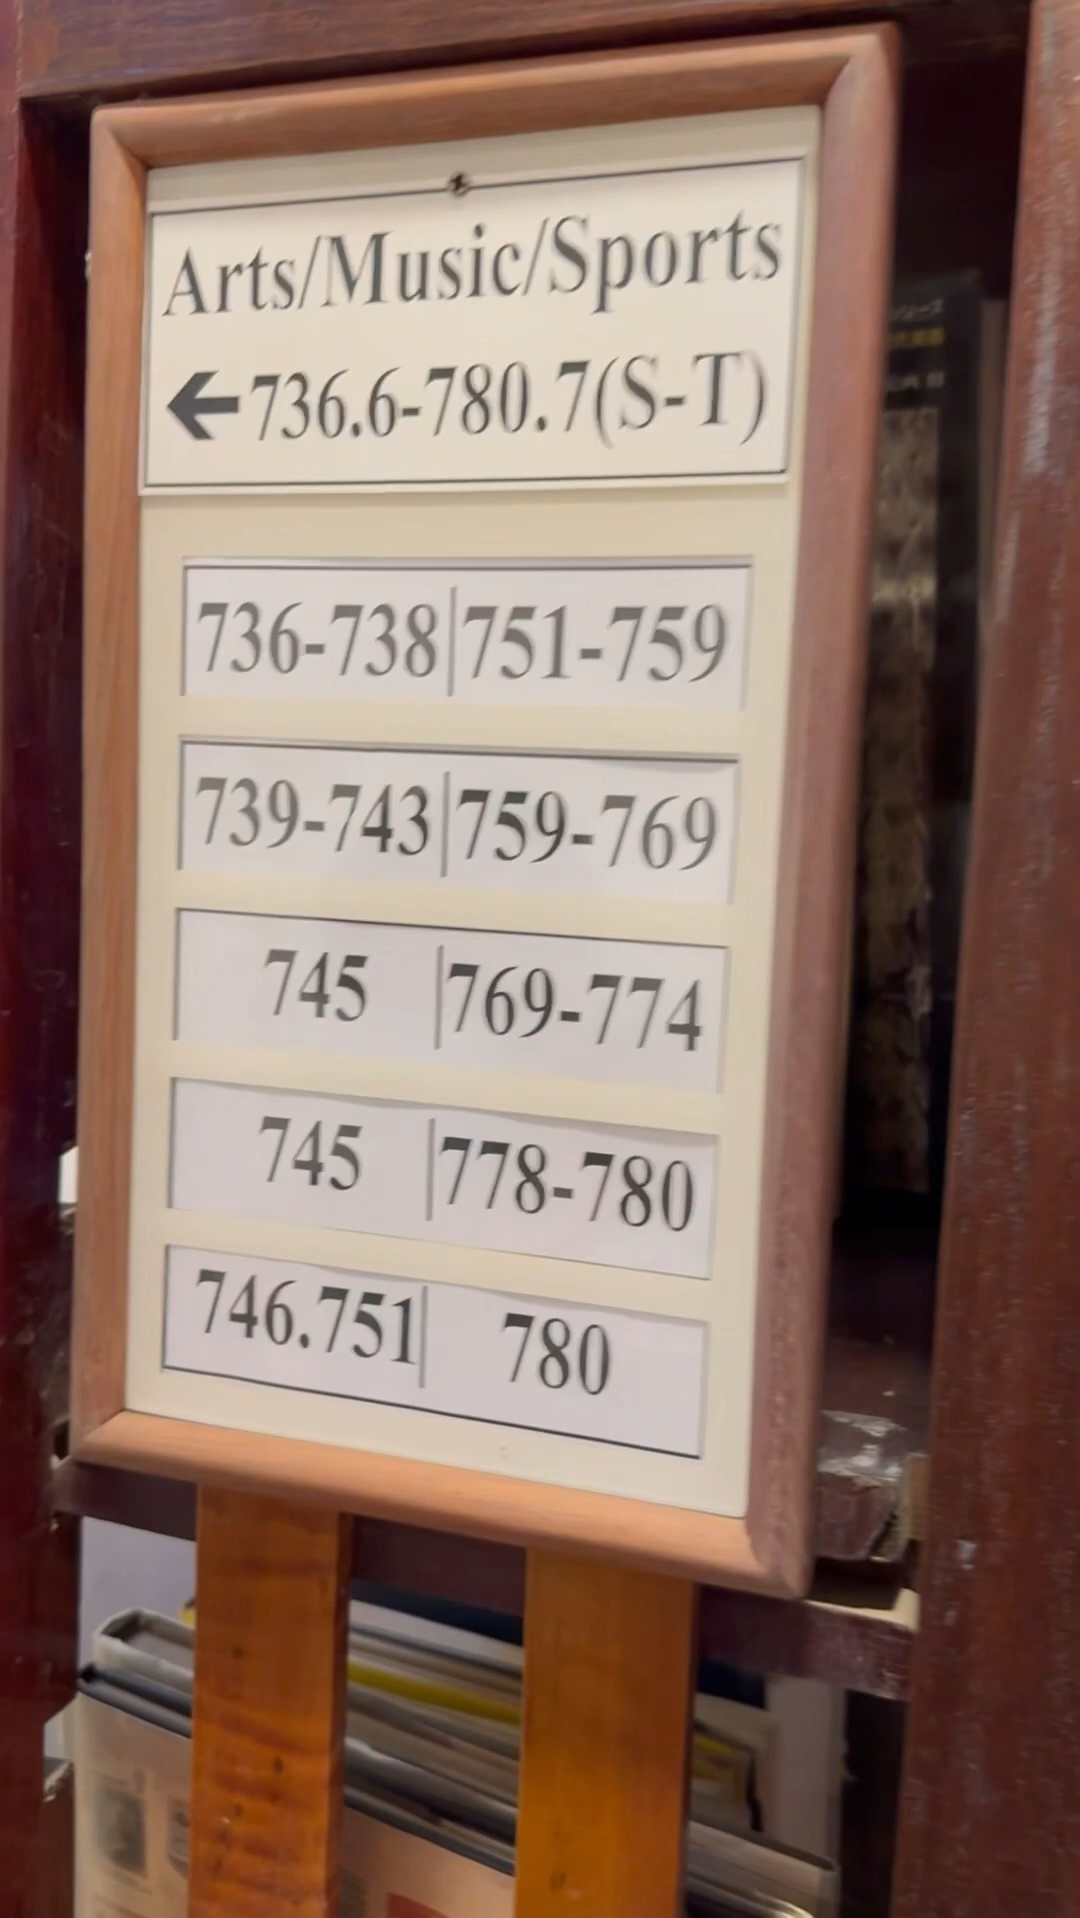 Arts/Music/Sports
←736.6-780.7(S-T)
736-738|751-759
739-743|759-769
745 |769-774
745 |778-780
746.751| 780